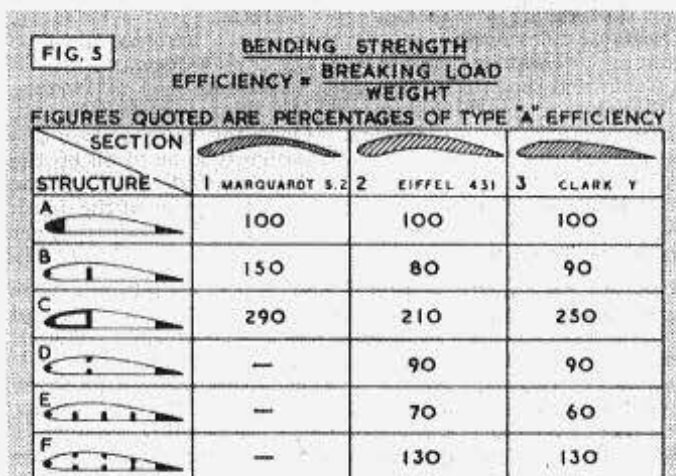 FIG. 5
BENDING STRENGTH
EFFICIENCY = BREAKING LOAD
WEIGHT
FIGURES QUOTED ARE PERCENTAGES OF TYPE "A" EFFICIENCY
SECTION
STRUCTURE 1 MARQUARDT S.2 2 EIFFEL 431 3 CLARK Y
A 100 100 100
B 150 80 90
C 290 210 250
D — 90 90
E — 70 60
F — 130 130